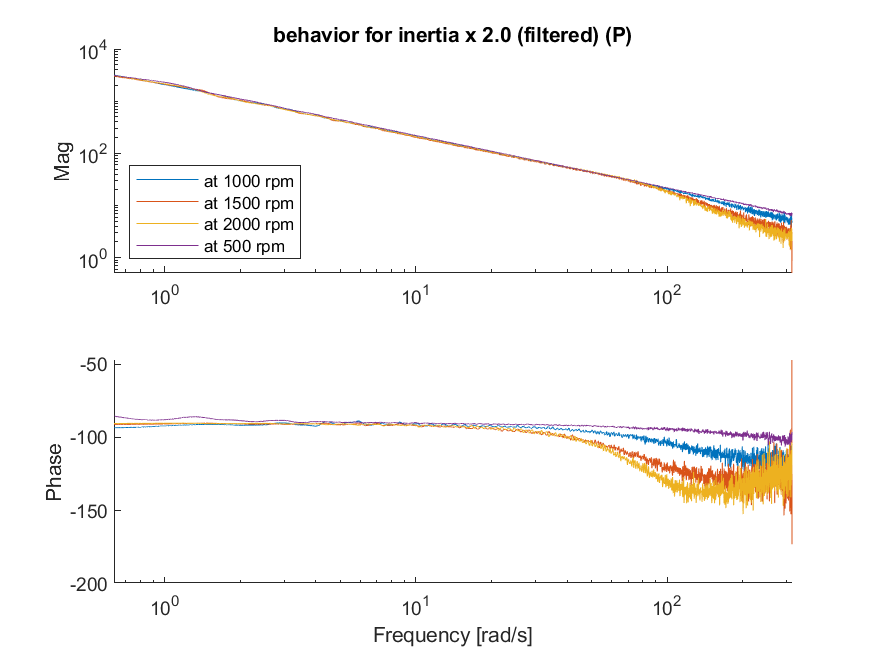 behavior for inertia x 2.0 (filtered) (P)
10^4
10^2
10^0
Mag
at 1000 rpm
at 1500 rpm
at 2000 rpm
at 500 rpm
10^0
10^1
10^2
-50
-100
-150
-200
Phase
10^0
10^1
10^2
Frequency [rad/s]